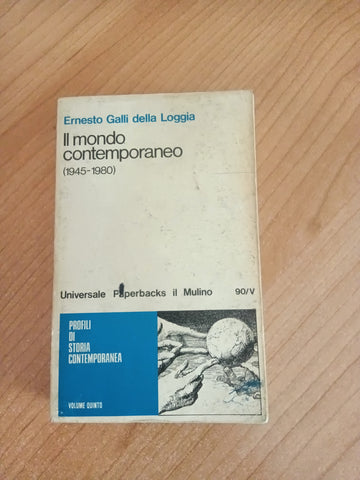 Ernesto Galli della Loggia
Il mondo
contemporaneo
(1945-1980)
Universale Paperbacks il Mulino 90/V
PROFILI
DI
STORIA
CONTEMPORANEA
VOLUME QUINTO